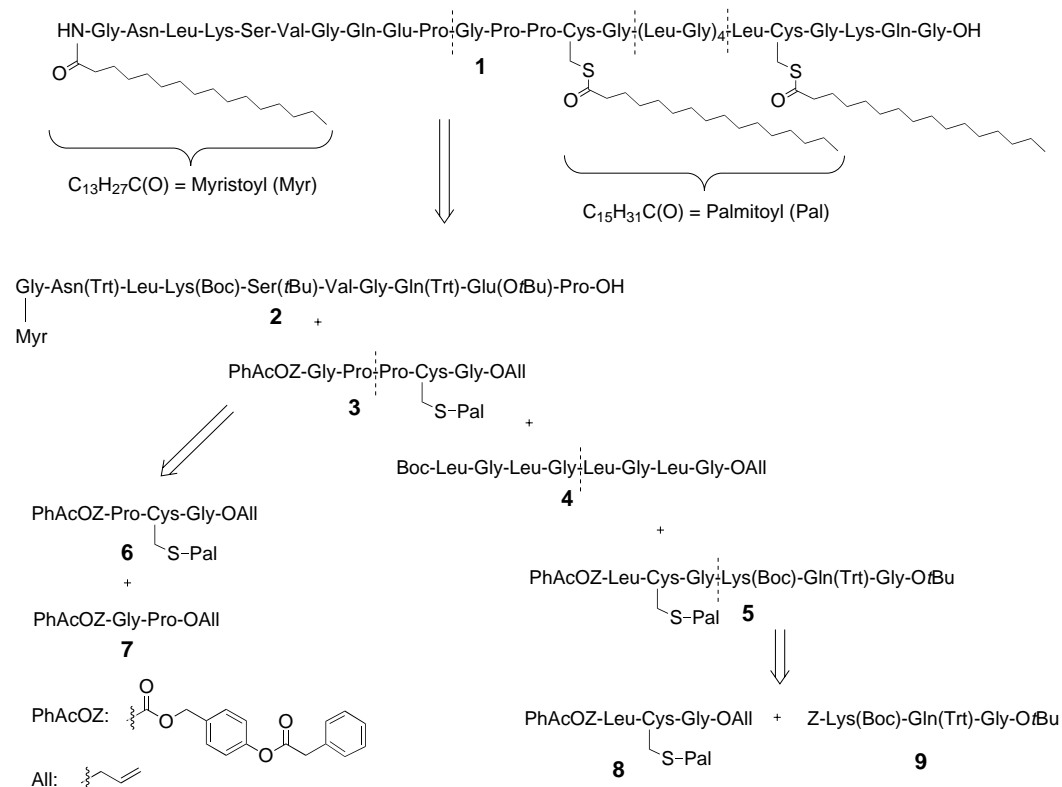 HN-Gly-Asn-Leu-Lys-Ser-Val-Gly-Gln-Glu-Pro-Gly-Pro-Pro-Cys-Gly-(Leu-Gly)4-Leu-Cys-Gly-Lys-Gln-Gly-OH
O
S
S
1
O
O
C13H27C(O) = Myristoyl (Myr)
C15H31C(O) = Palmitoyl (Pal)
Gly-Asn(Trt)-Leu-Lys(Boc)-Ser(tBu)-Val-Gly-Gln(Trt)-Glu(OtBu)-Pro-OH
2
+
Myr
PhAcOZ-Gly-Pro-Pro-Cys-Gly-OAll
3
S-Pal
+
Boc-Leu-Gly-Leu-Gly-Leu-Gly-Leu-Gly-OAll
4
PhAcOZ-Pro-Cys-Gly-OAll
6
S-Pal
+
+
PhAcOZ-Leu-Cys-Gly-Lys(Boc)-Gln(Trt)-Gly-OtBu
S-Pal
5
PhAcOZ-Gly-Pro-OAll
7
PhAcOZ:
O
O
O
O
PhAcOZ-Leu-Cys-Gly-OAll + Z-Lys(Boc)-Gln(Trt)-Gly-OtBu
8
S-Pal
9
All: